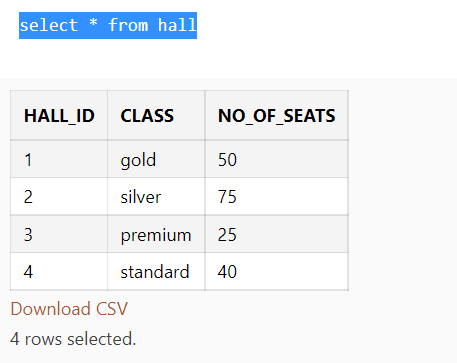 select * from hall
HALL_ID CLASS NO_OF_SEATS
1 gold 50
2 silver 75
3 premium 25
4 standard 40
Download CSV
4 rows selected.